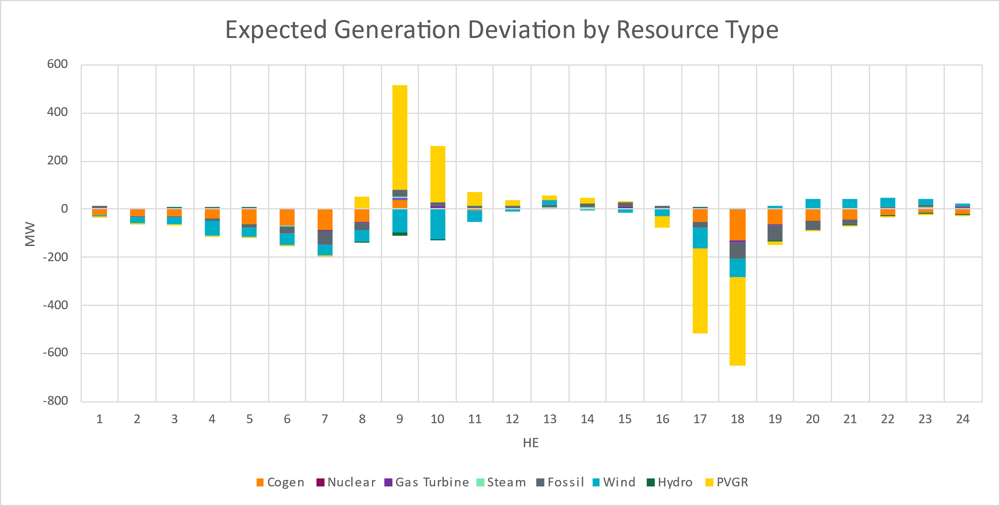 Expected Generation Deviation by Resource Type
600
400
200
0
-200
-400
-600
-800
MW
1 2 3 4 5 6 7 8 9 10 11 12 13 14 15 16 17 18 19 20 21 22 23 24
HE
Cogen Nuclear Gas Turbine Steam Fossil Wind Hydro PVGR